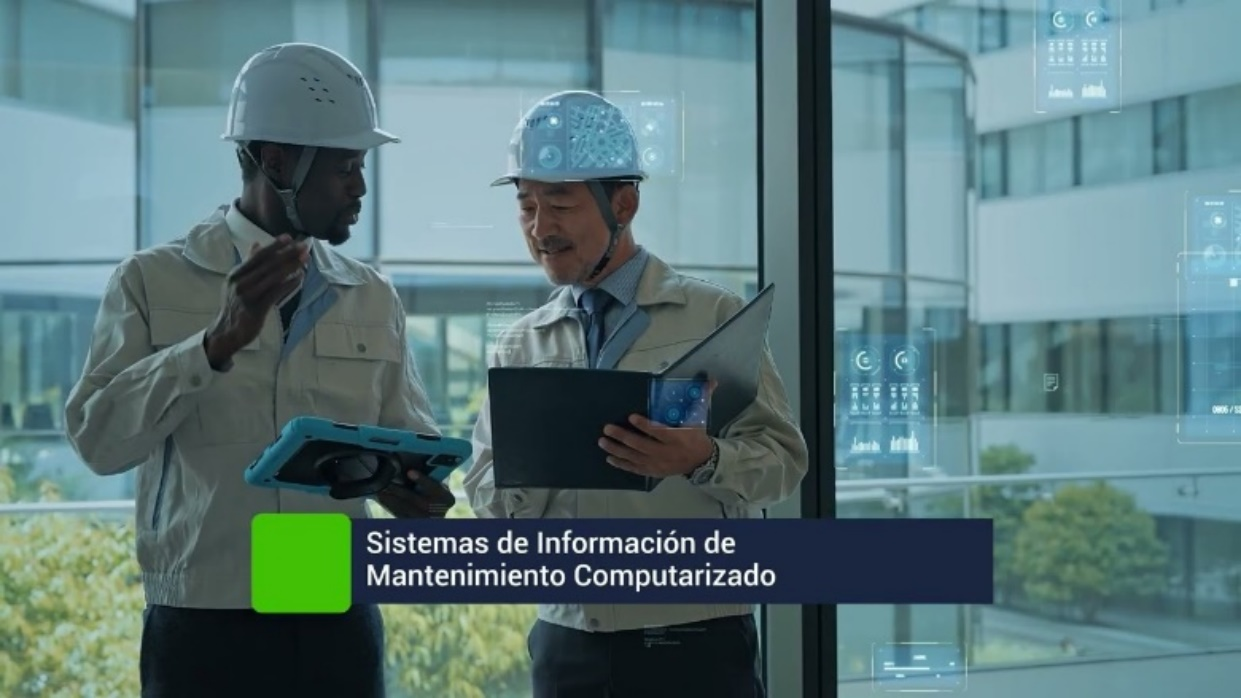 Sistemas de Información de
Mantenimiento Computarizado